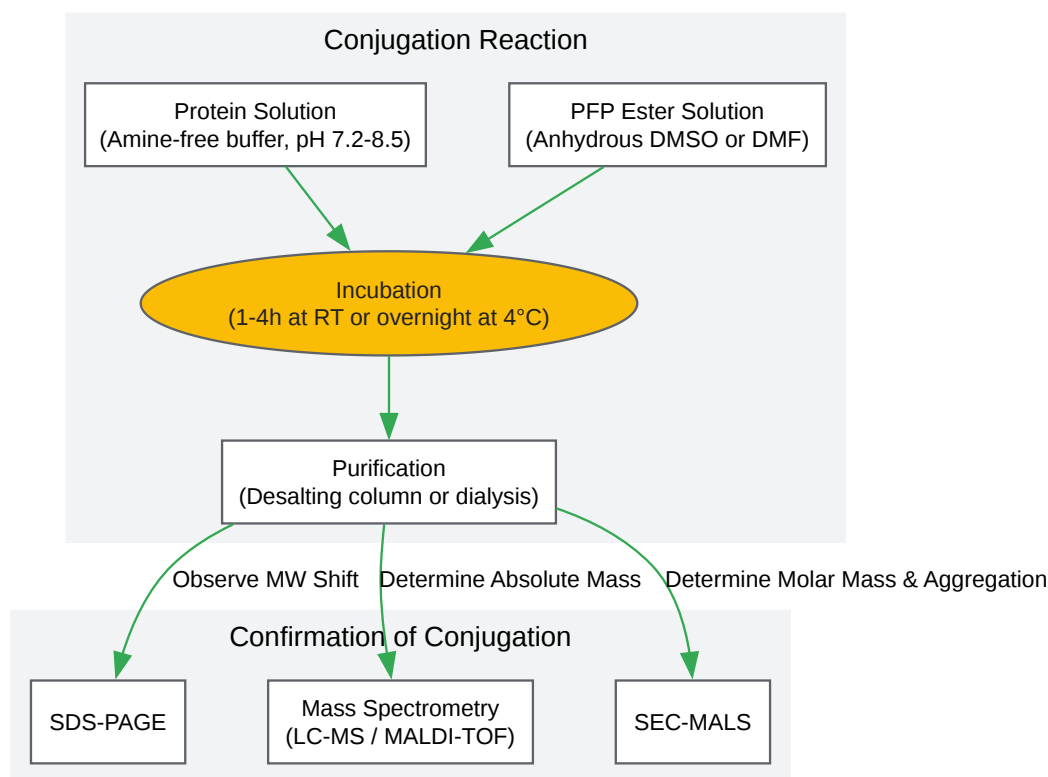 Conjugation Reaction
Protein Solution
(Amine-free buffer, pH 7.2-8.5)
PFP Ester Solution
(Anhydrous DMSO or DMF)
Incubation
(1-4h at RT or overnight at 4°C)
Purification
(Desalting column or dialysis)
Observe MW Shift
Determine Absolute Mass
Determine Molar Mass & Aggregation
Confirmation of Conjugation
SDS-PAGE
Mass Spectrometry
(LC-MS / MALDI-TOF)
SEC-MALS